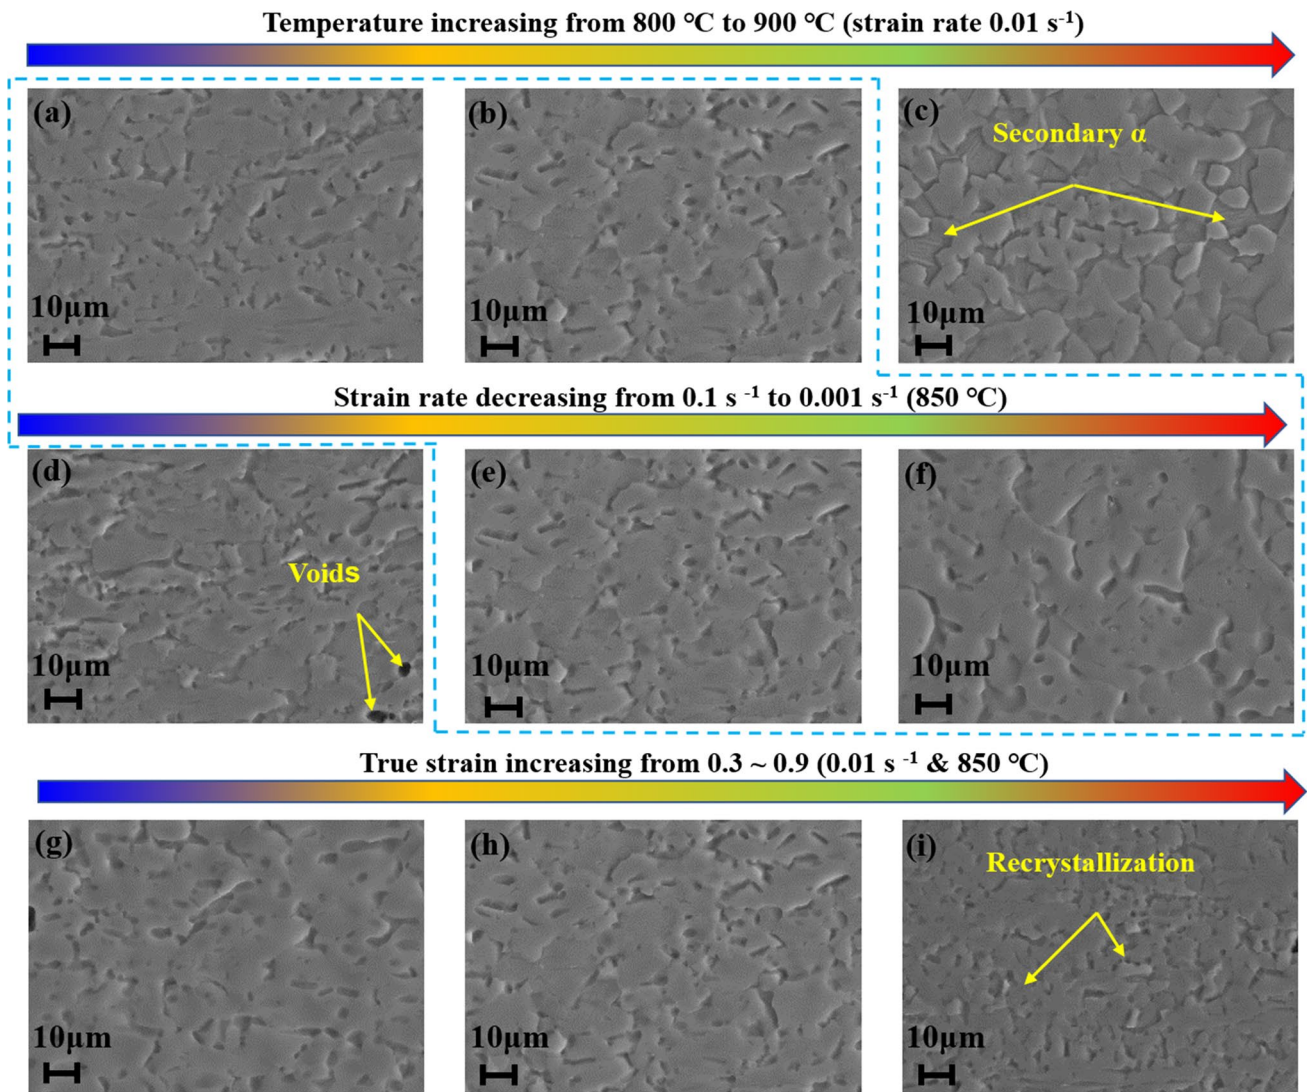 Temperature increasing from 800 ℃ to 900 ℃ (strain rate 0.01 s⁻¹)
(a)
(b)
(c)
Secondary α
10μm
10μm
10μm
Strain rate decreasing from 0.1 s ⁻¹ to 0.001 s⁻¹ (850 ℃)
(d)
(e)
(f)
Voids
10μm
10μm
10μm
True strain increasing from 0.3 ~ 0.9 (0.01 s ⁻¹ & 850 ℃)
(g)
(h)
(i)
Recrystallization
10μm
10μm
10μm